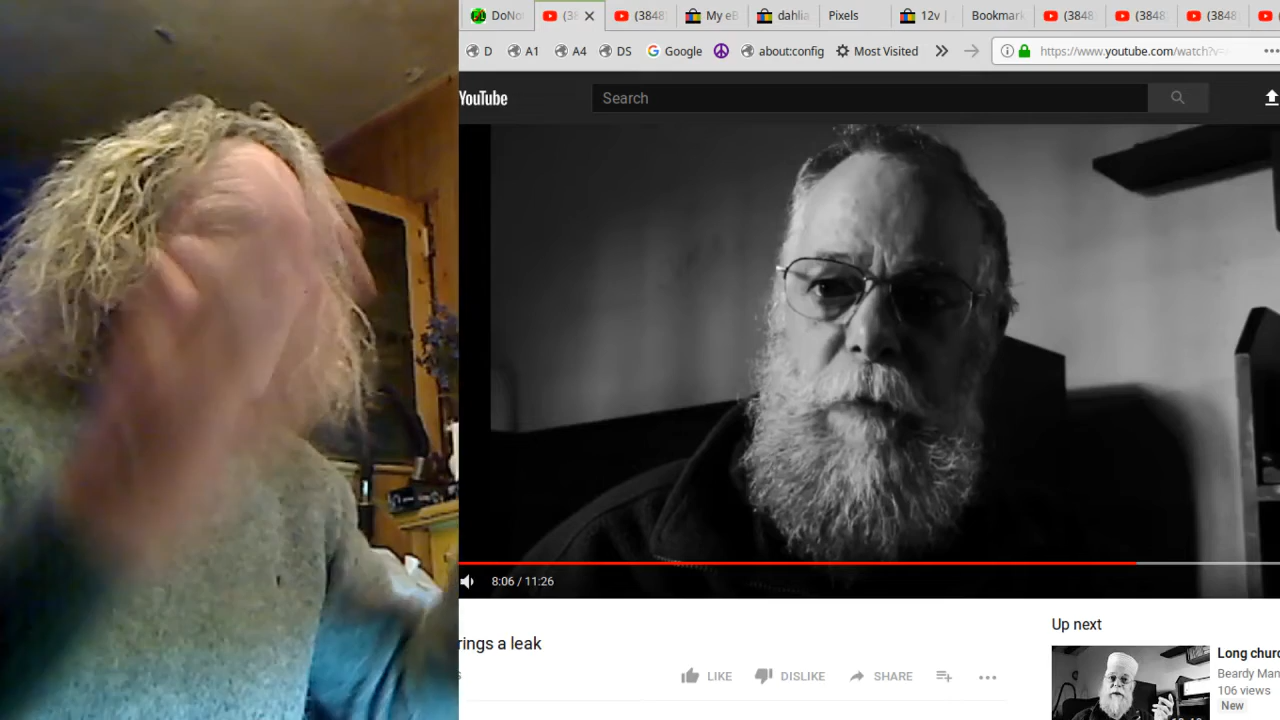 DoNo (38 (3848 My eB dahlia Pixels 12v | Bookmark (3848 (3848 (3848
D A1 A4 DS Google about:config Most Visited https://www.youtube.com/watch?v=
YouTube Search
8:06 / 11:26
rings a leak
LIKE DISLIKE SHARE
Up next
Long churc
Beardy Man
106 views
New